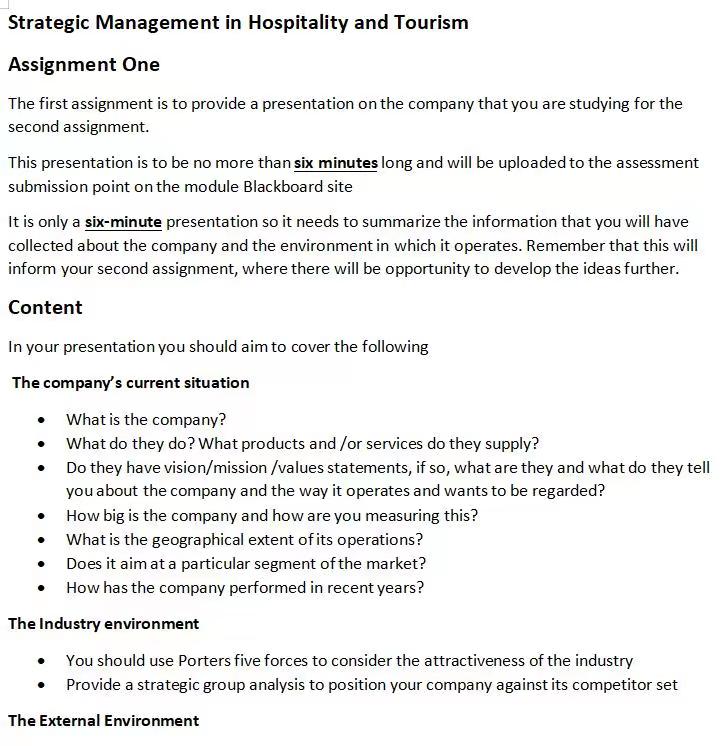 Strategic Management in Hospitality and Tourism
Assignment One
The first assignment is to provide a presentation on the company that you are studying for the
second assignment.
This presentation is to be no more than six minutes long and will be uploaded to the assessment
submission point on the module Blackboard site
It is only a six-minute presentation so it needs to summarize the information that you will have
collected about the company and the environment in which it operates. Remember that this will
inform your second assignment, where there will be opportunity to develop the ideas further.
Content
In your presentation you should aim to cover the following
The company's current situation
• What is the company?
• What do they do? What products and /or services do they supply?
• Do they have vision/mission /values statements, if so, what are they and what do they tell
you about the company and the way it operates and wants to be regarded?
• How big is the company and how are you measuring this?
• What is the geographical extent of its operations?
• Does it aim at a particular segment of the market?
• How has the company performed in recent years?
The Industry environment
• You should use Porters five forces to consider the attractiveness of the industry
• Provide a strategic group analysis to position your company against its competitor set
The External Environment